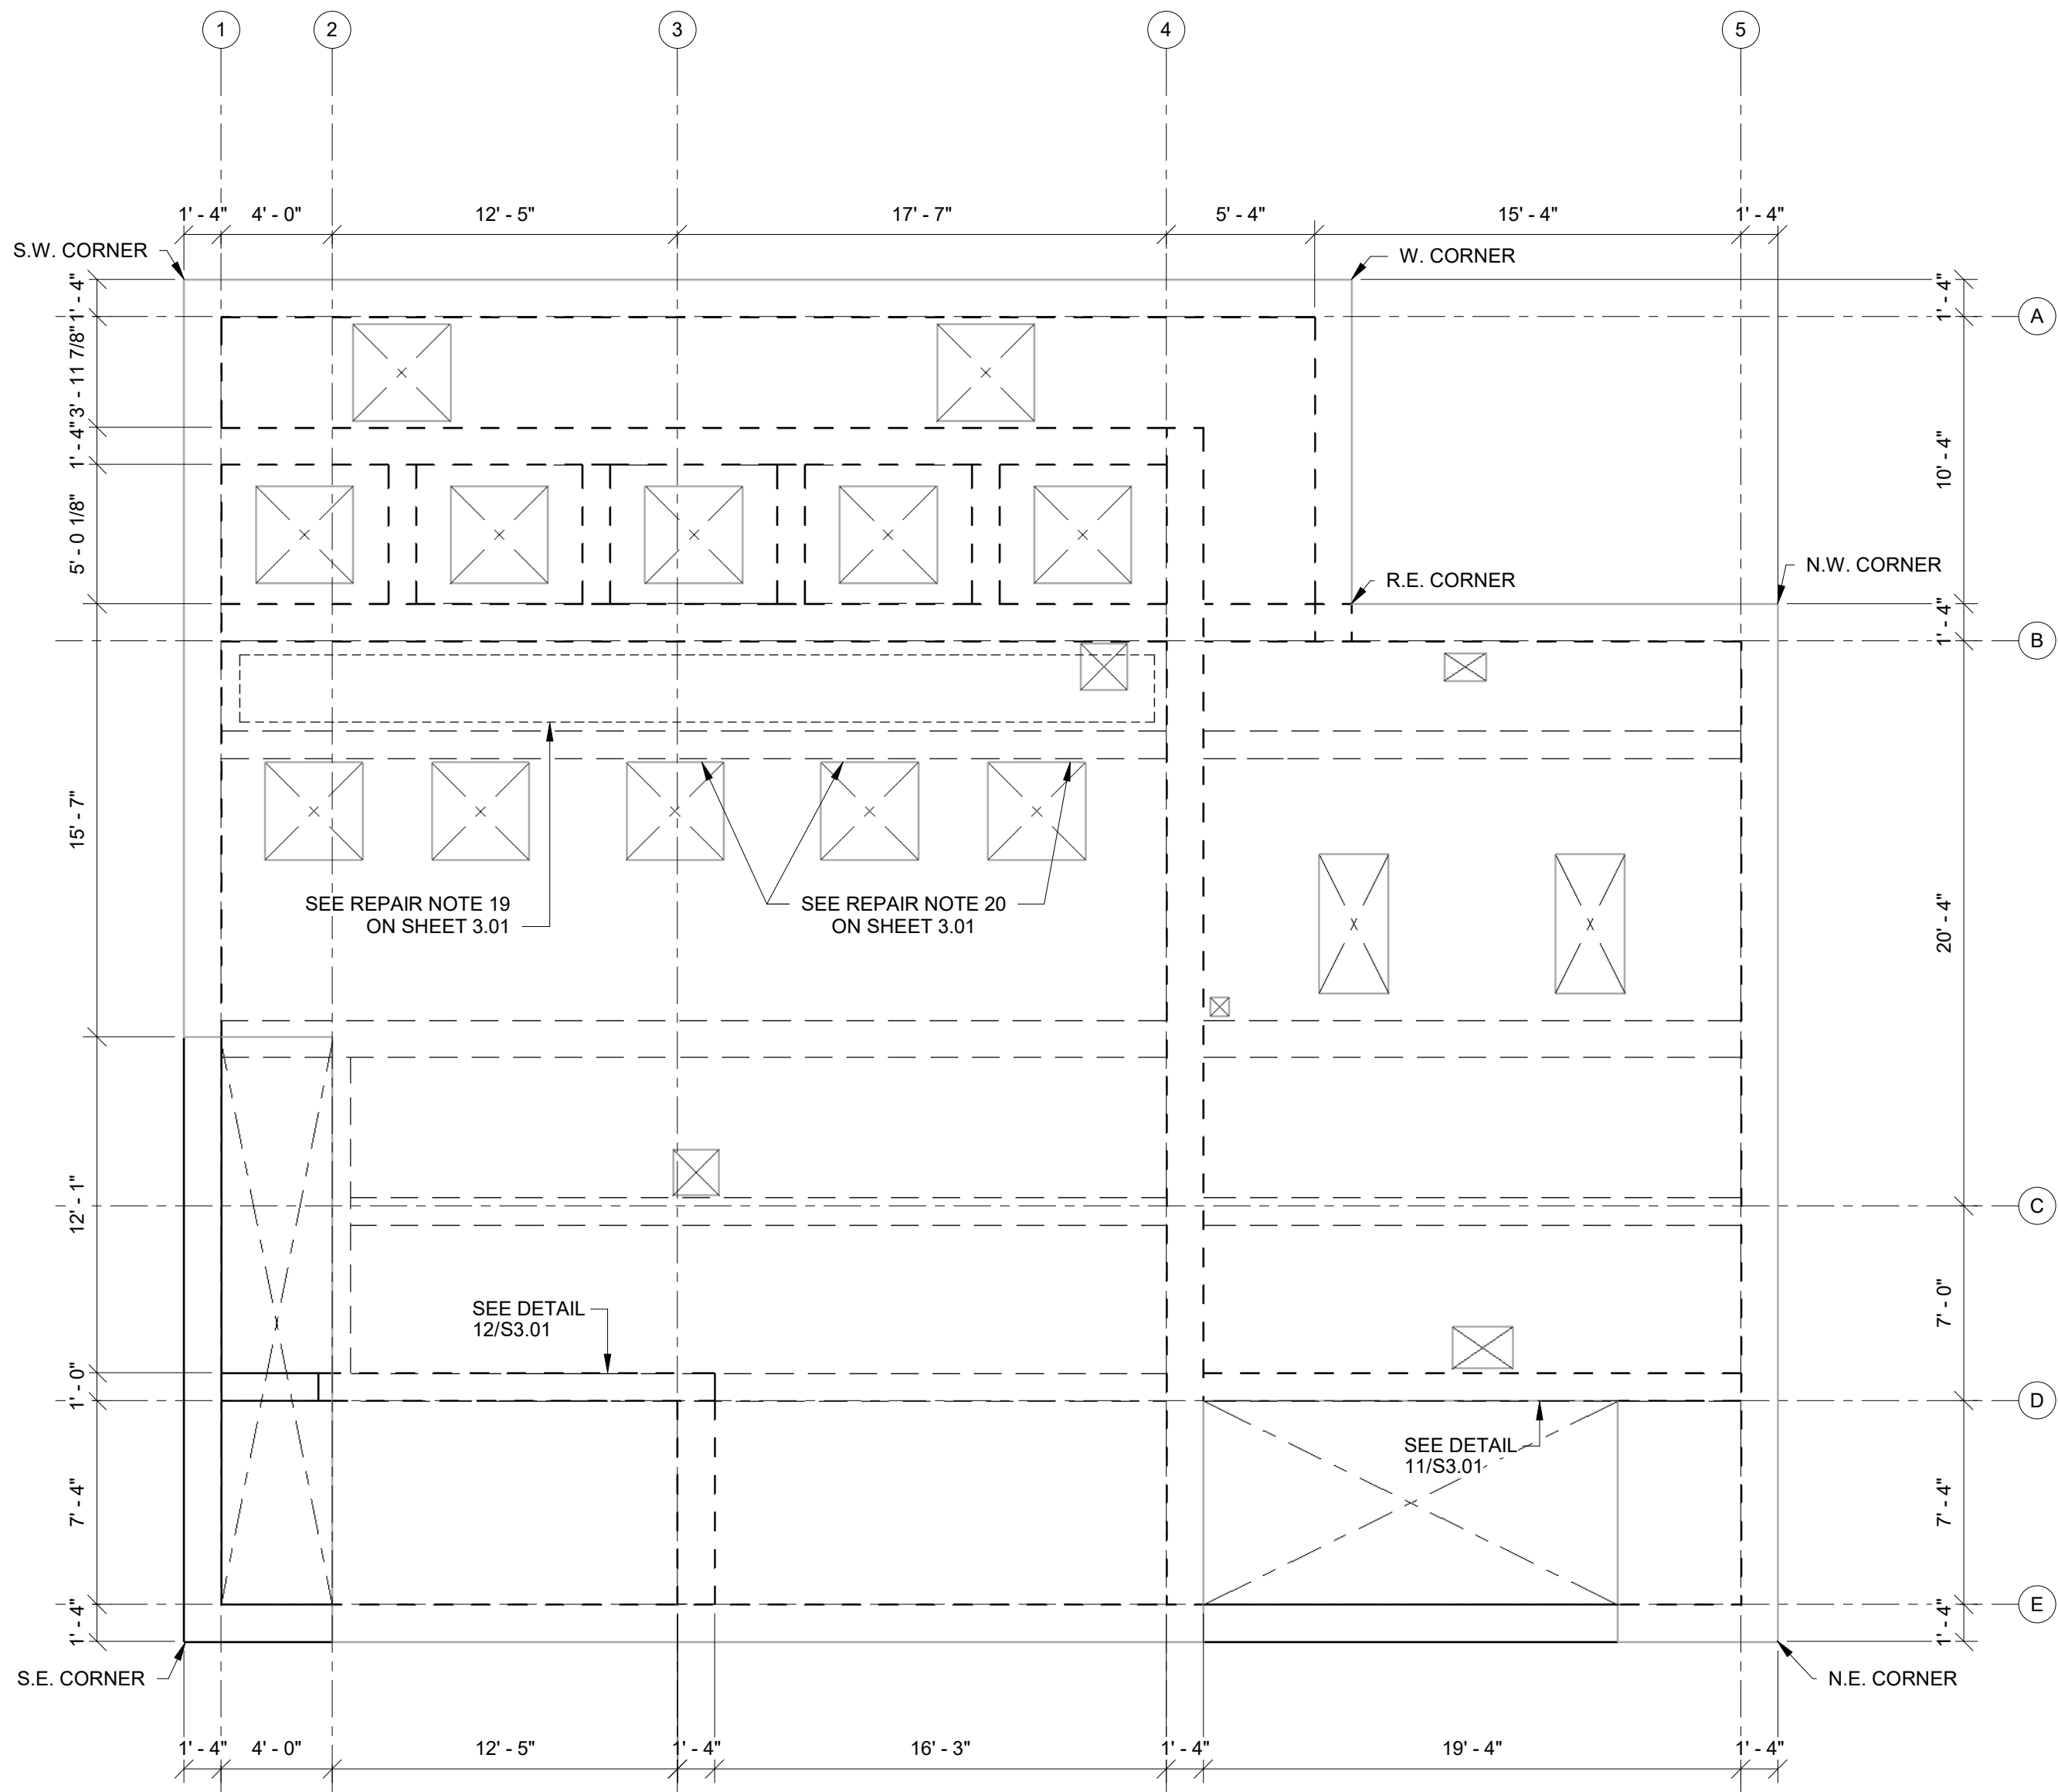 1
2
3
4
5
1' - 4"
4' - 0"
12' - 5"
17' - 7"
5' - 4"
15' - 4"
1' - 4"
S.W. CORNER
W. CORNER
1' - 4"
1' - 4"
A
3' - 11 7/8"
1' - 4"
10' - 4"
5' - 0 1/8"
N.W. CORNER
R.E. CORNER
1' - 4"
B
15' - 7"
SEE REPAIR NOTE 19
ON SHEET 3.01
SEE REPAIR NOTE 20
ON SHEET 3.01
20' - 4"
12' - 1"
C
SEE DETAIL
12/S3.01
7' - 0"
1' - 0"
D
SEE DETAIL
11/S3.01
7' - 4"
7' - 4"
1' - 4"
1' - 4"
E
S.E. CORNER
N.E. CORNER
1' - 4"
4' - 0"
12' - 5"
1' - 4"
16' - 3"
1' - 4"
19' - 4"
1' - 4"